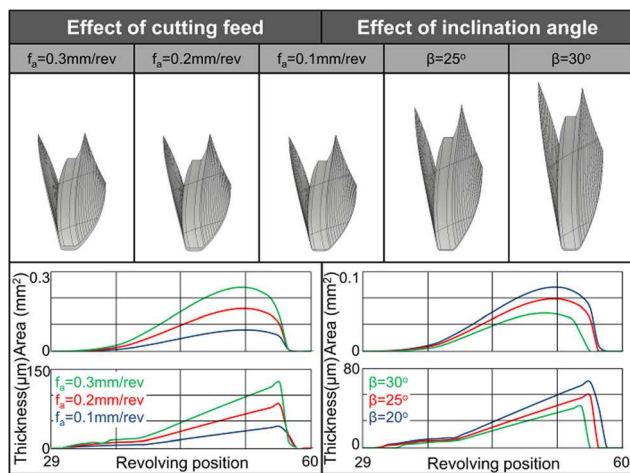 Effect of cutting feed
Effect of inclination angle
fa=0.3mm/rev
fa=0.2mm/rev
fa=0.1mm/rev
β=25°
β=30°
Area (mm²)
0.3
0
Thickness(μm)
150
0
fa=0.3mm/rev
fa=0.2mm/rev
fa=0.1mm/rev
29
Revolving position
60
Area (mm²)
0.1
0
Thickness(μm)
80
0
β=30°
β=25°
β=20°
29
Revolving position
60